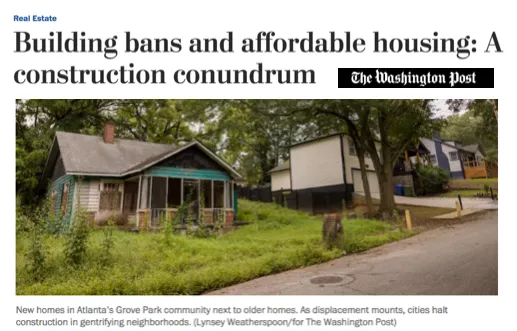 Real Estate
Building bans and affordable housing: A
construction conundrum
The Washington Post
New homes in Atlanta's Grove Park community next to older homes. As displacement mounts, cities halt
construction in gentrifying neighborhoods. (Lynsey Weatherspoon/for The Washington Post)